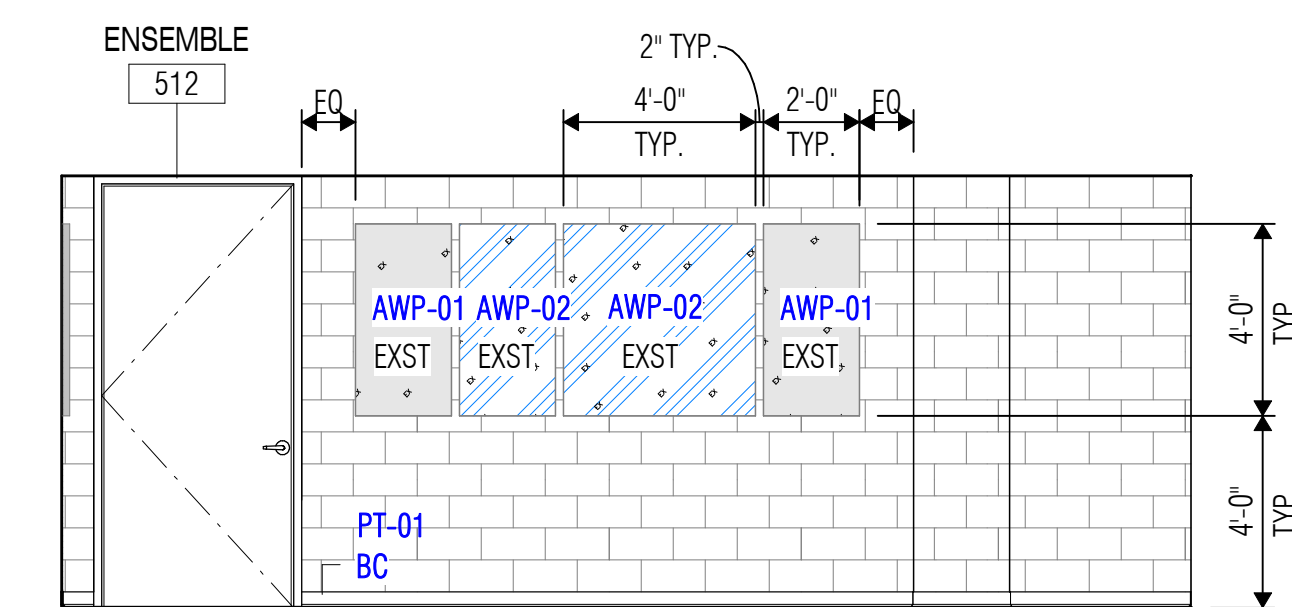 ENSEMBLE
512
2" TYP.
EQ
4'-0"
TYP.
2'-0"
TYP.
EQ
AWP-01
EXST
AWP-02
EXST
AWP-02
EXST
AWP-01
EXST
4'-0"
TYP
4'-0"
TYP
PT-01
BC